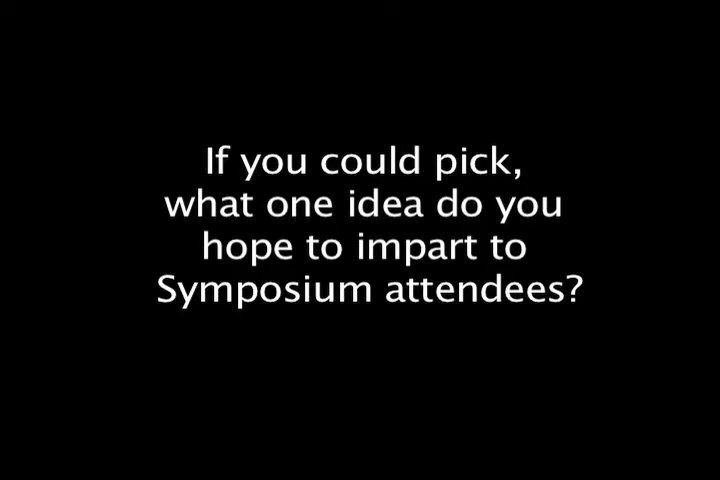 If you could pick,
what one idea do you
hope to impart to
Symposium attendees?